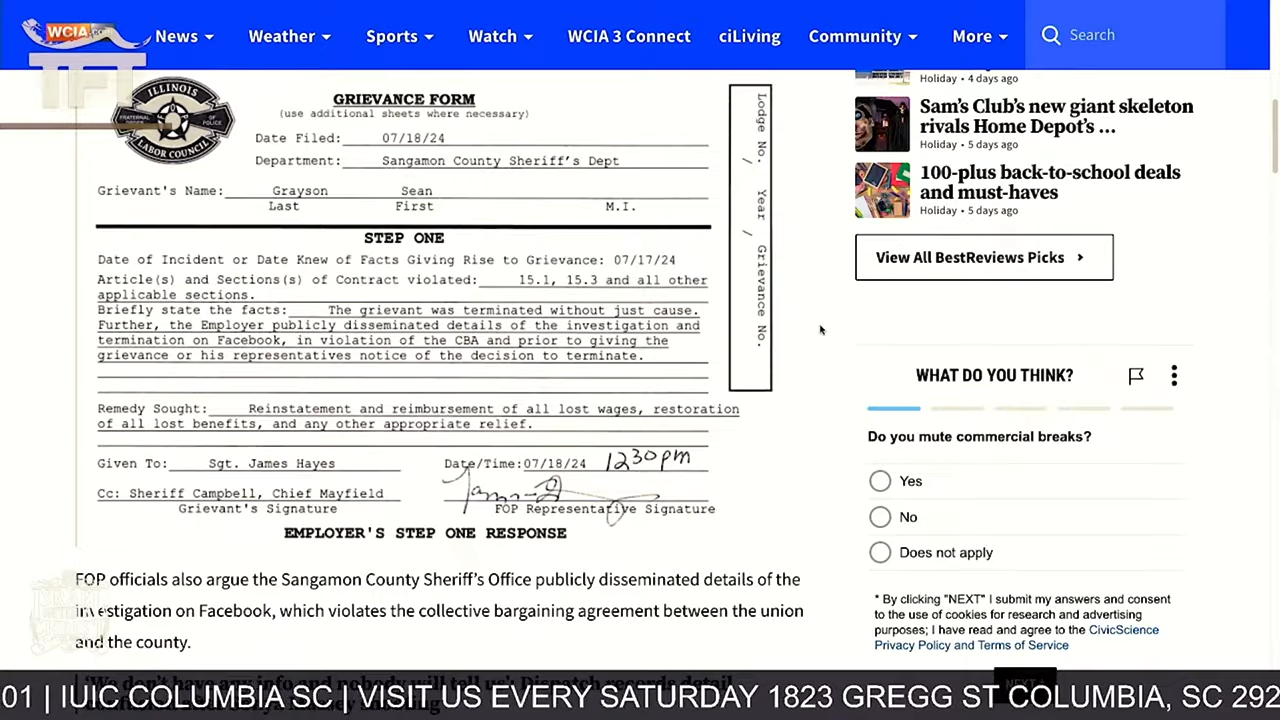 WCIA.com
News
Weather
Sports
Watch
WCIA 3 Connect
ciLiving
Community
More
Search
TFT
ILLINOIS
FRATERNAL ORDER OF POLICE
LABOR COUNCIL
GRIEVANCE FORM
(use additional sheets where necessary)
Date Filed: 07/18/24
Department: Sangamon County Sheriff's Dept
Grievant's Name: Grayson Sean
Last First M.I.
Lodge No. / Year / Grievance No.
STEP ONE
Date of Incident or Date Knew of Facts Giving Rise to Grievance: 07/17/24
Article(s) and Sections(s) of Contract violated: 15.1, 15.3 and all other
applicable sections.
Briefly state the facts: The grievant was terminated without just cause.
Further, the Employer publicly disseminated details of the investigation and
termination on Facebook, in violation of the CBA and prior to giving the
grievance or his representatives notice of the decision to terminate.
Remedy Sought: Reinstatement and reimbursement of all lost wages, restoration
of all lost benefits, and any other appropriate relief.
Given To: Sgt. James Hayes Date/Time: 07/18/24 1230pm
Cc: Sheriff Campbell, Chief Mayfield
Grievant's Signature FOP Representative Signature
EMPLOYER'S STEP ONE RESPONSE
FOP officials also argue the Sangamon County Sheriff's Office publicly disseminated details of the
investigation on Facebook, which violates the collective bargaining agreement between the union
and the county.
Holiday • 4 days ago
Sam's Club's new giant skeleton
rivals Home Depot's …
Holiday • 5 days ago
100-plus back-to-school deals
and must-haves
Holiday • 5 days ago
View All BestReviews Picks
WHAT DO YOU THINK?
Do you mute commercial breaks?
Yes
No
Does not apply
* By clicking "NEXT" I submit my answers and consent
to the use of cookies for research and advertising
purposes; I have read and agree to the CivicScience
Privacy Policy and Terms of Service
NEXT
01 | IUIC COLUMBIA SC | VISIT US EVERY SATURDAY 1823 GREGG ST COLUMBIA, SC 292